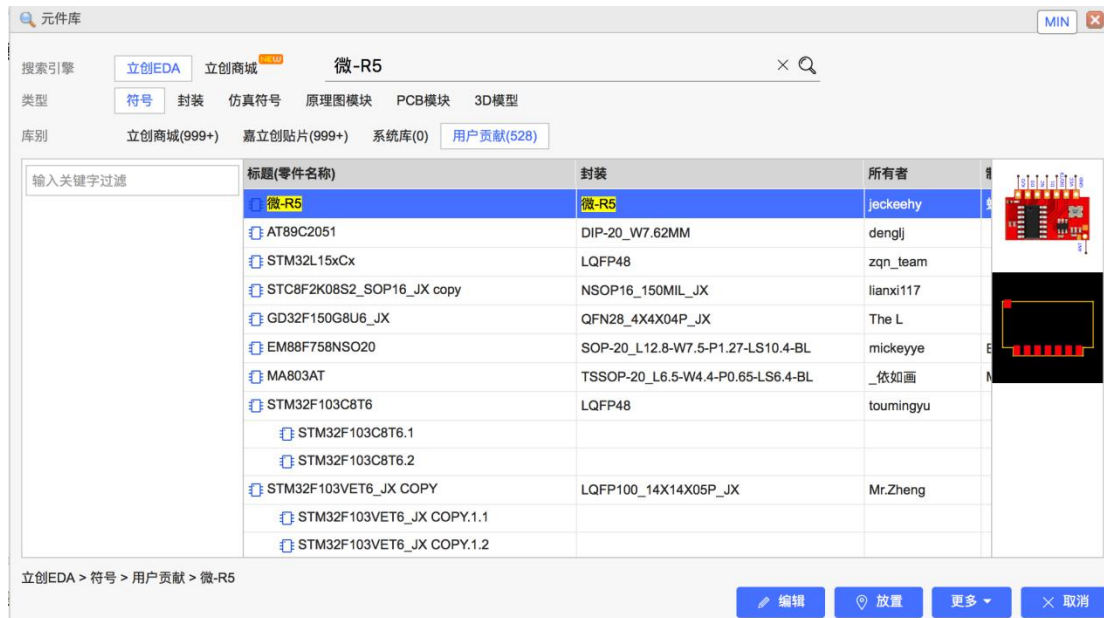 元件库 MIN
搜索引擎 立创EDA 立创商城 NEW 微-R5
类型 符号 封装 仿真符号 原理图模块 PCB模块 3D模型
库别 立创商城(999+) 嘉立创贴片(999+) 系统库(0) 用户贡献(528)
输入关键字过滤
标题(零件名称) 封装 所有者
微-R5 微-R5 jeckeehy
AT89C2051 DIP-20_W7.62MM denglj
STM32L15xCx LQFP48 zqn_team
STC8F2K08S2_SOP16_JX copy NSOP16_150MIL_JX lianxi117
GD32F150G8U6_JX QFN28_4X4X04P_JX The L
EM88F758NSO20 SOP-20_L12.8-W7.5-P1.27-LS10.4-BL mickeyye
MA803AT TSSOP-20_L6.5-W4.4-P0.65-LS6.4-BL _依如画
STM32F103C8T6 LQFP48 toumingyu
STM32F103C8T6.1
STM32F103C8T6.2
STM32F103VET6_JX COPY LQFP100_14X14X05P_JX Mr.Zheng
STM32F103VET6_JX COPY.1.1
STM32F103VET6_JX COPY.1.2
立创EDA > 符号 > 用户贡献 > 微-R5
编辑 放置 更多 取消